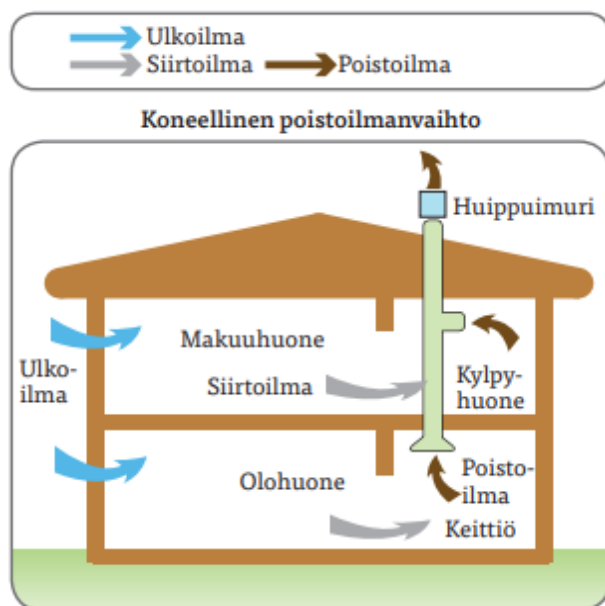 Ulkoilma
Siirtoilma Poistoilma
Koneellinen poistoilmanvaihto
Huippuimuri
Makuuhuone
Ulko-
ilma
Siirtoilma
Kylpy-
huone
Olohuone
Poisto-
ilma
Keittiö